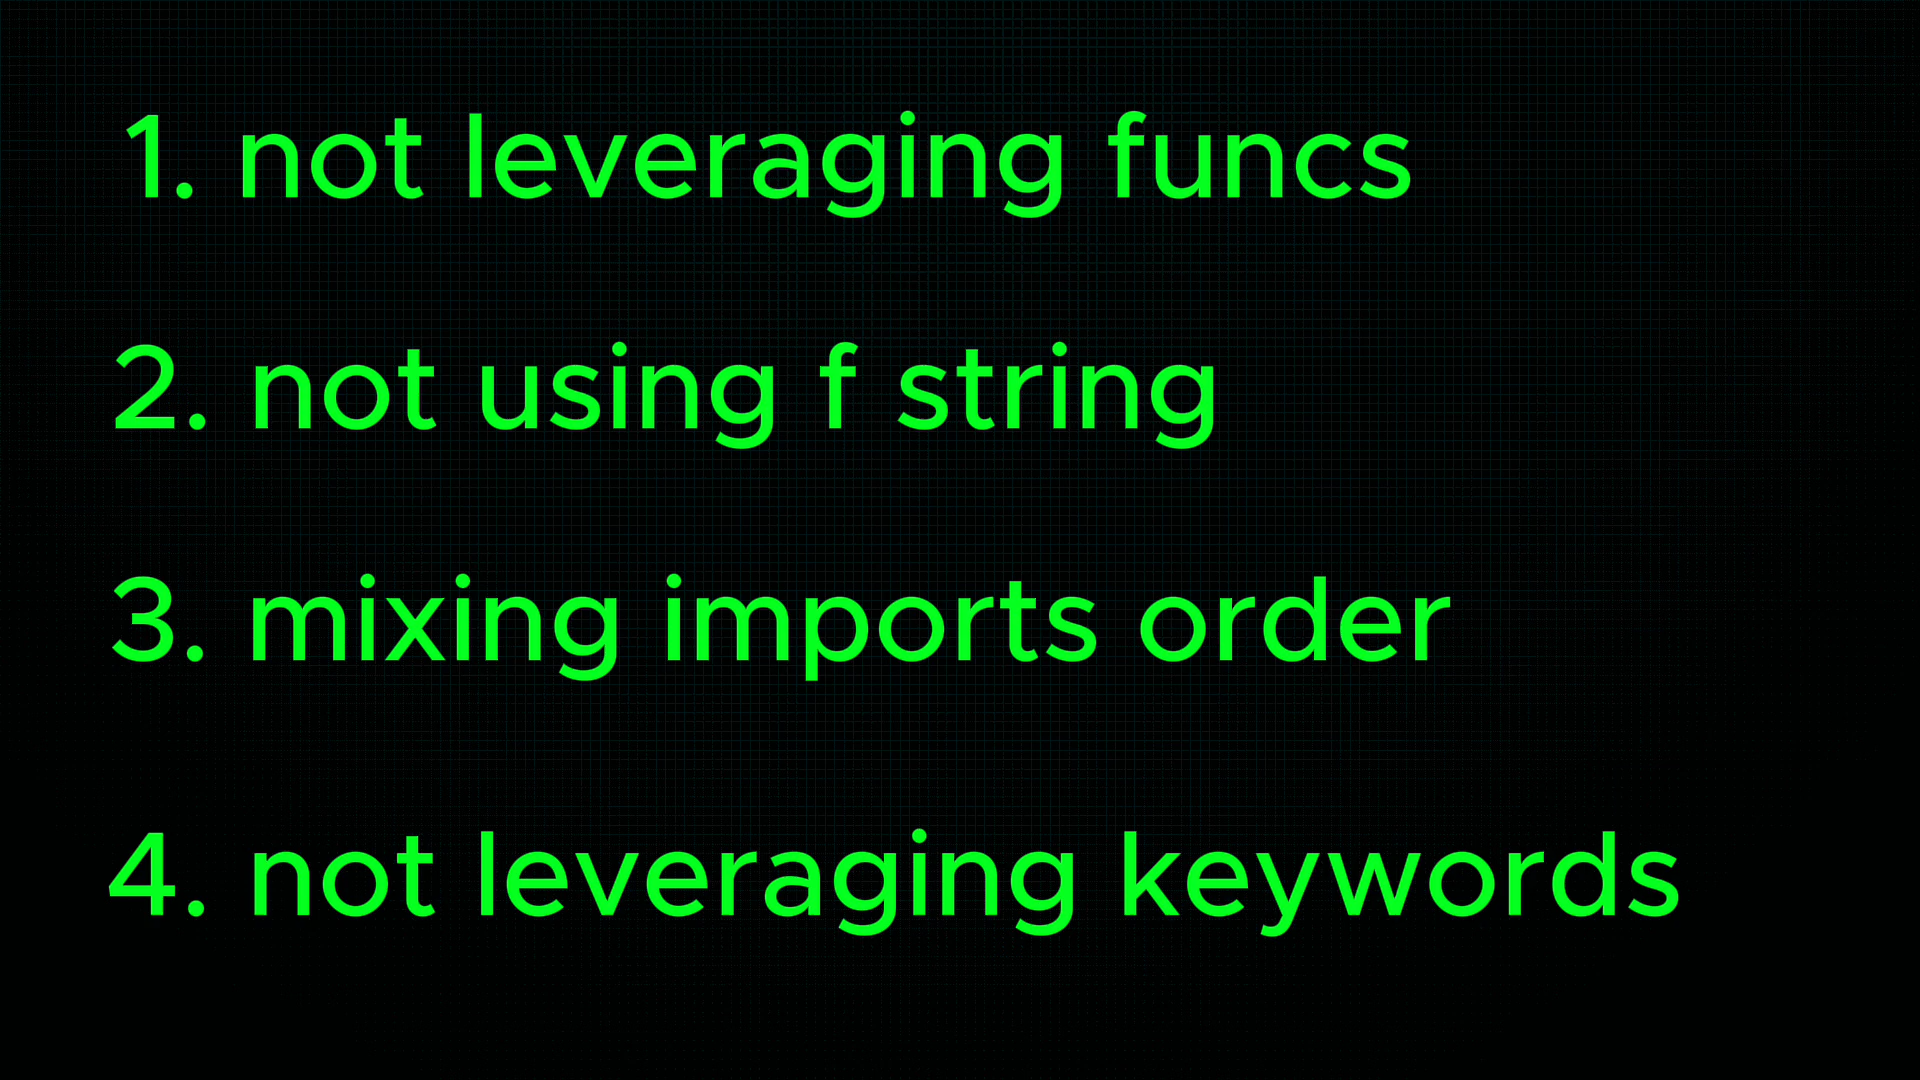 1. not leveraging funcs
2. not using f string
3. mixing imports order
4. not leveraging keywords